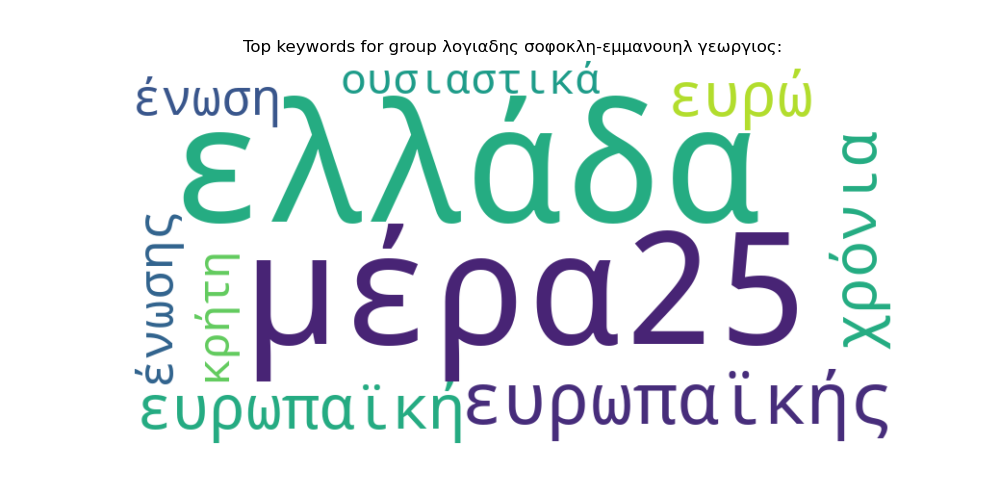 Top keywords for group λογιαδης σοφοκλη-εμμανουηλ γεωργιος:
ουσιαστικά
ένωση
ευρώ
ελλάδα
χρόνια
ένωσης
κρήτη
μέρα25
ευρωπαϊκή
ευρωπαϊκής